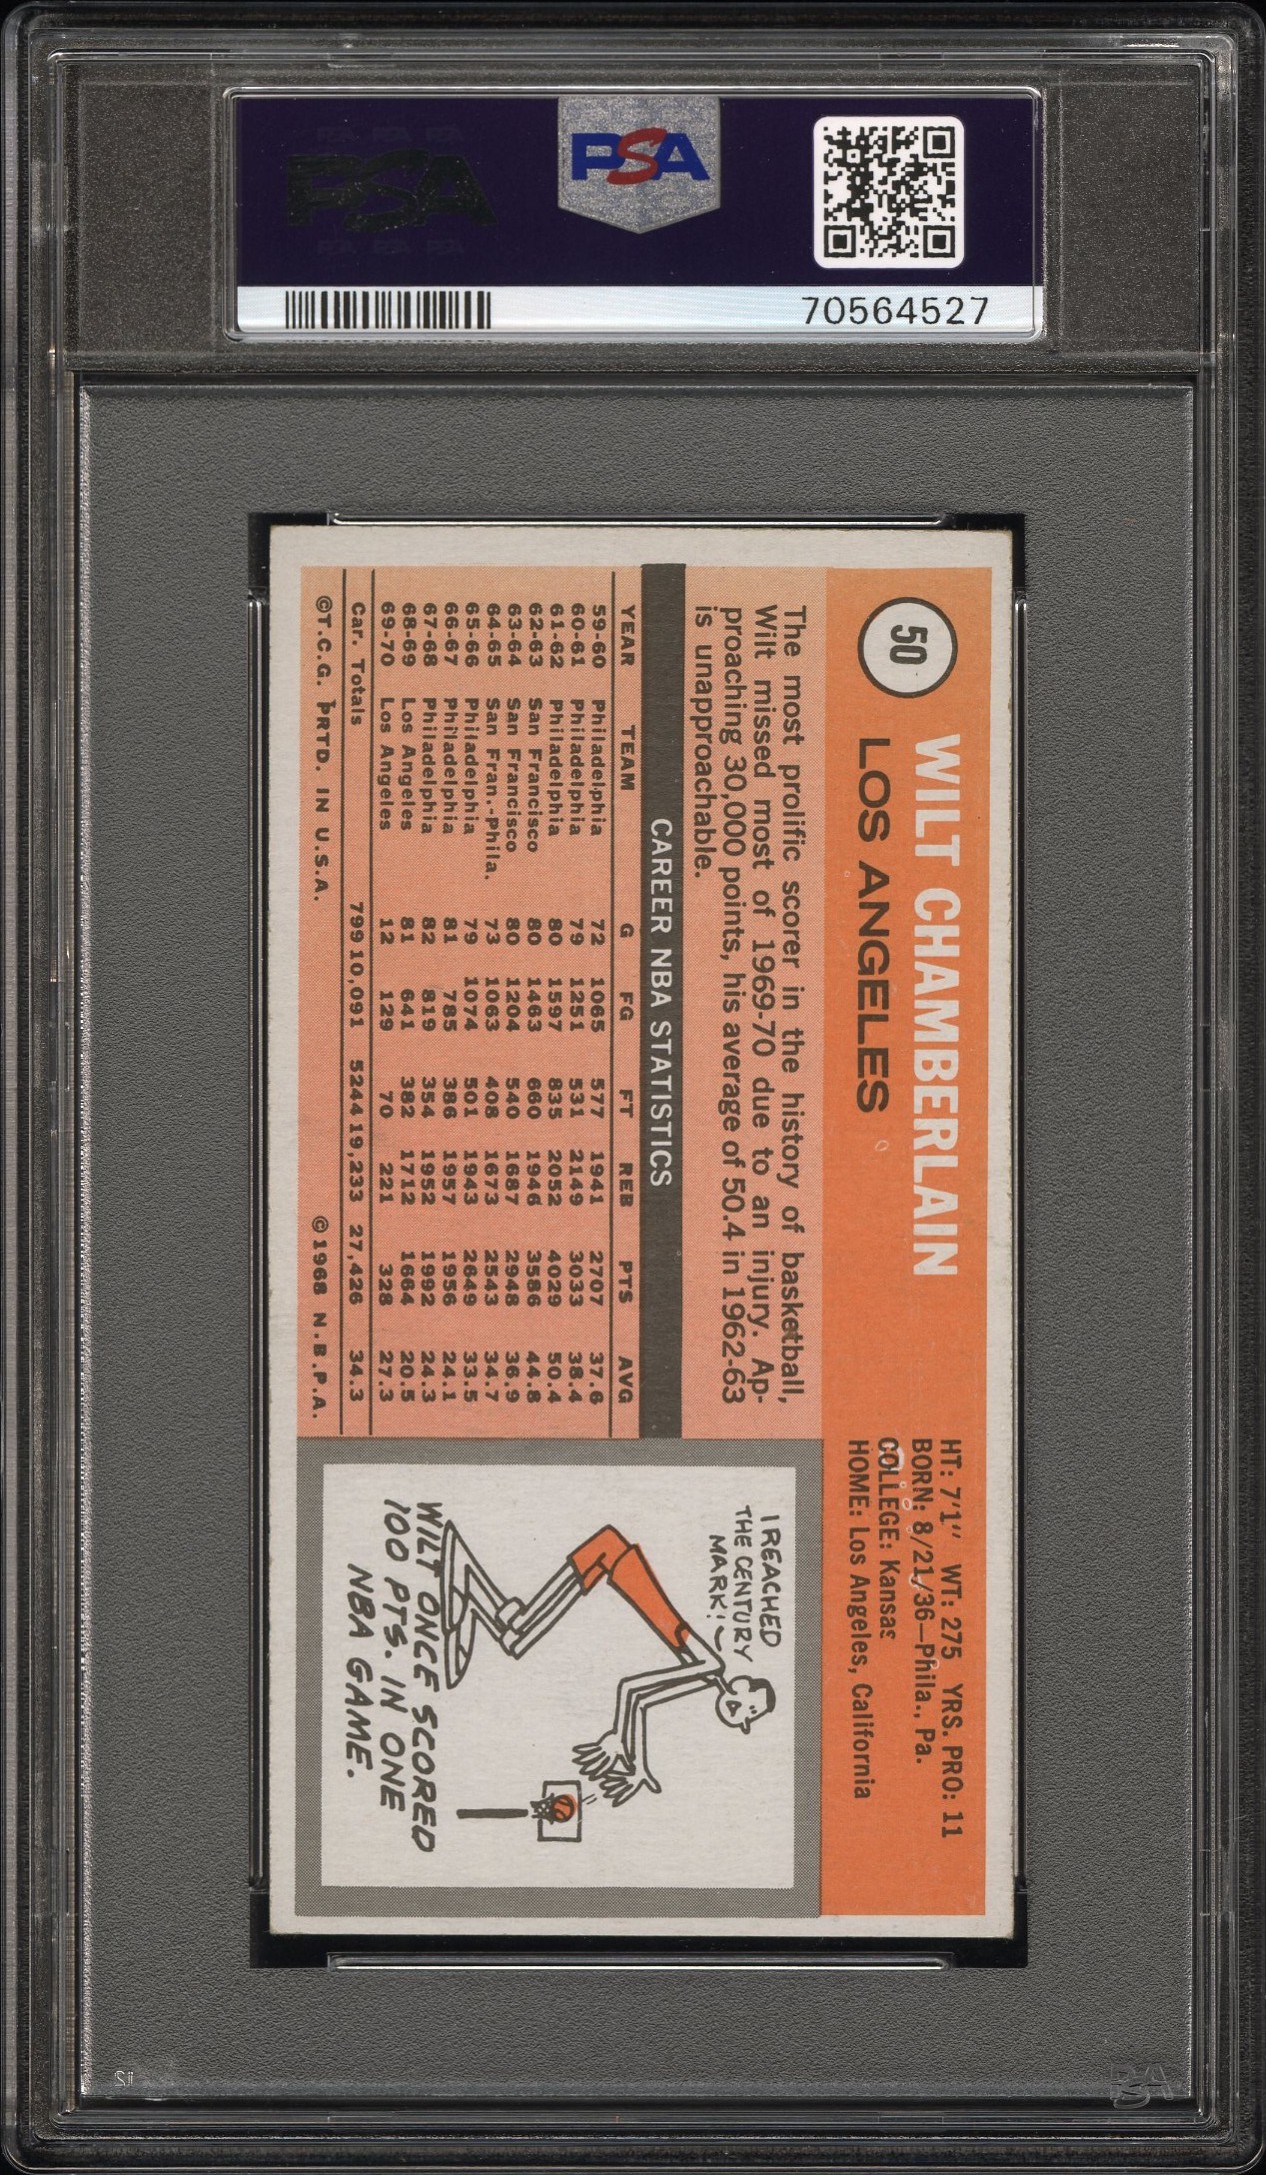 PSA
PSA
70564527
50
WILT CHAMBERLAIN
LOS ANGELES
HT: 7'1" WT: 275 YRS. PRO: 11
BORN: 8/21/36—Phila., Pa.
COLLEGE: Kansas
HOME: Los Angeles, California
The most prolific scorer in the history of basketball,
Wilt missed most of 1969-70 due to an injury. Ap-
proaching 30,000 points, his average of 50.4 in 1962-63
is unapproachable.
CAREER NBA STATISTICS
YEAR TEAM G FG FT REB PTS AVG
59-60 Philadelphia 72 1065 577 1941 2707 37.6
60-61 Philadelphia 79 1251 531 2149 3033 38.4
61-62 Philadelphia 80 1597 835 2052 4029 50.4
62-63 San Francisco 80 1463 660 1946 3586 44.8
63-64 San Francisco 80 1204 540 1687 2948 36.9
64-65 San Fran.-Phila. 73 1063 408 1673 2543 34.7
65-66 Philadelphia 79 1074 501 1943 2649 33.5
66-67 Philadelphia 81 785 386 1957 1956 24.1
67-68 Philadelphia 82 819 354 1952 1992 24.3
68-69 Los Angeles 81 641 382 1712 1664 20.5
69-70 Los Angeles 12 129 70 221 328 27.3
Car. Totals 799 10,091 5244 19,233 27,426 34.3
©T.C.G. PRTD. IN U.S.A. ©1968 N.B.P.A.
I REACHED
THE CENTURY
MARK!
WILT ONCE SCORED
100 PTS. IN ONE
NBA GAME.
PSA